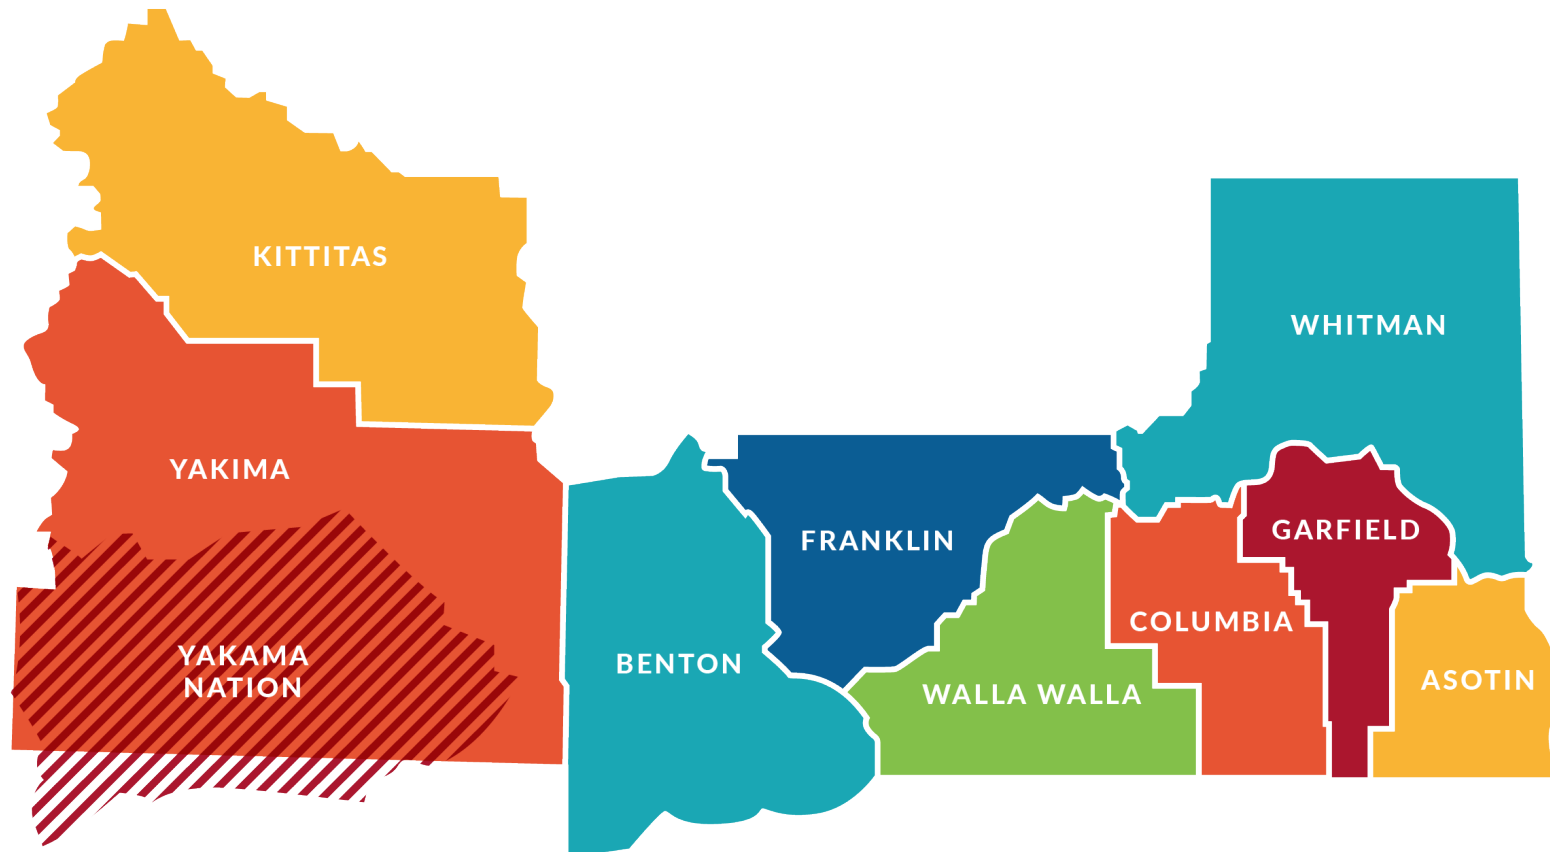 KITTITAS
WHITMAN
YAKIMA
GARFIELD
FRANKLIN
COLUMBIA
YAKAMA
NATION
BENTON
ASOTIN
WALLA WALLA